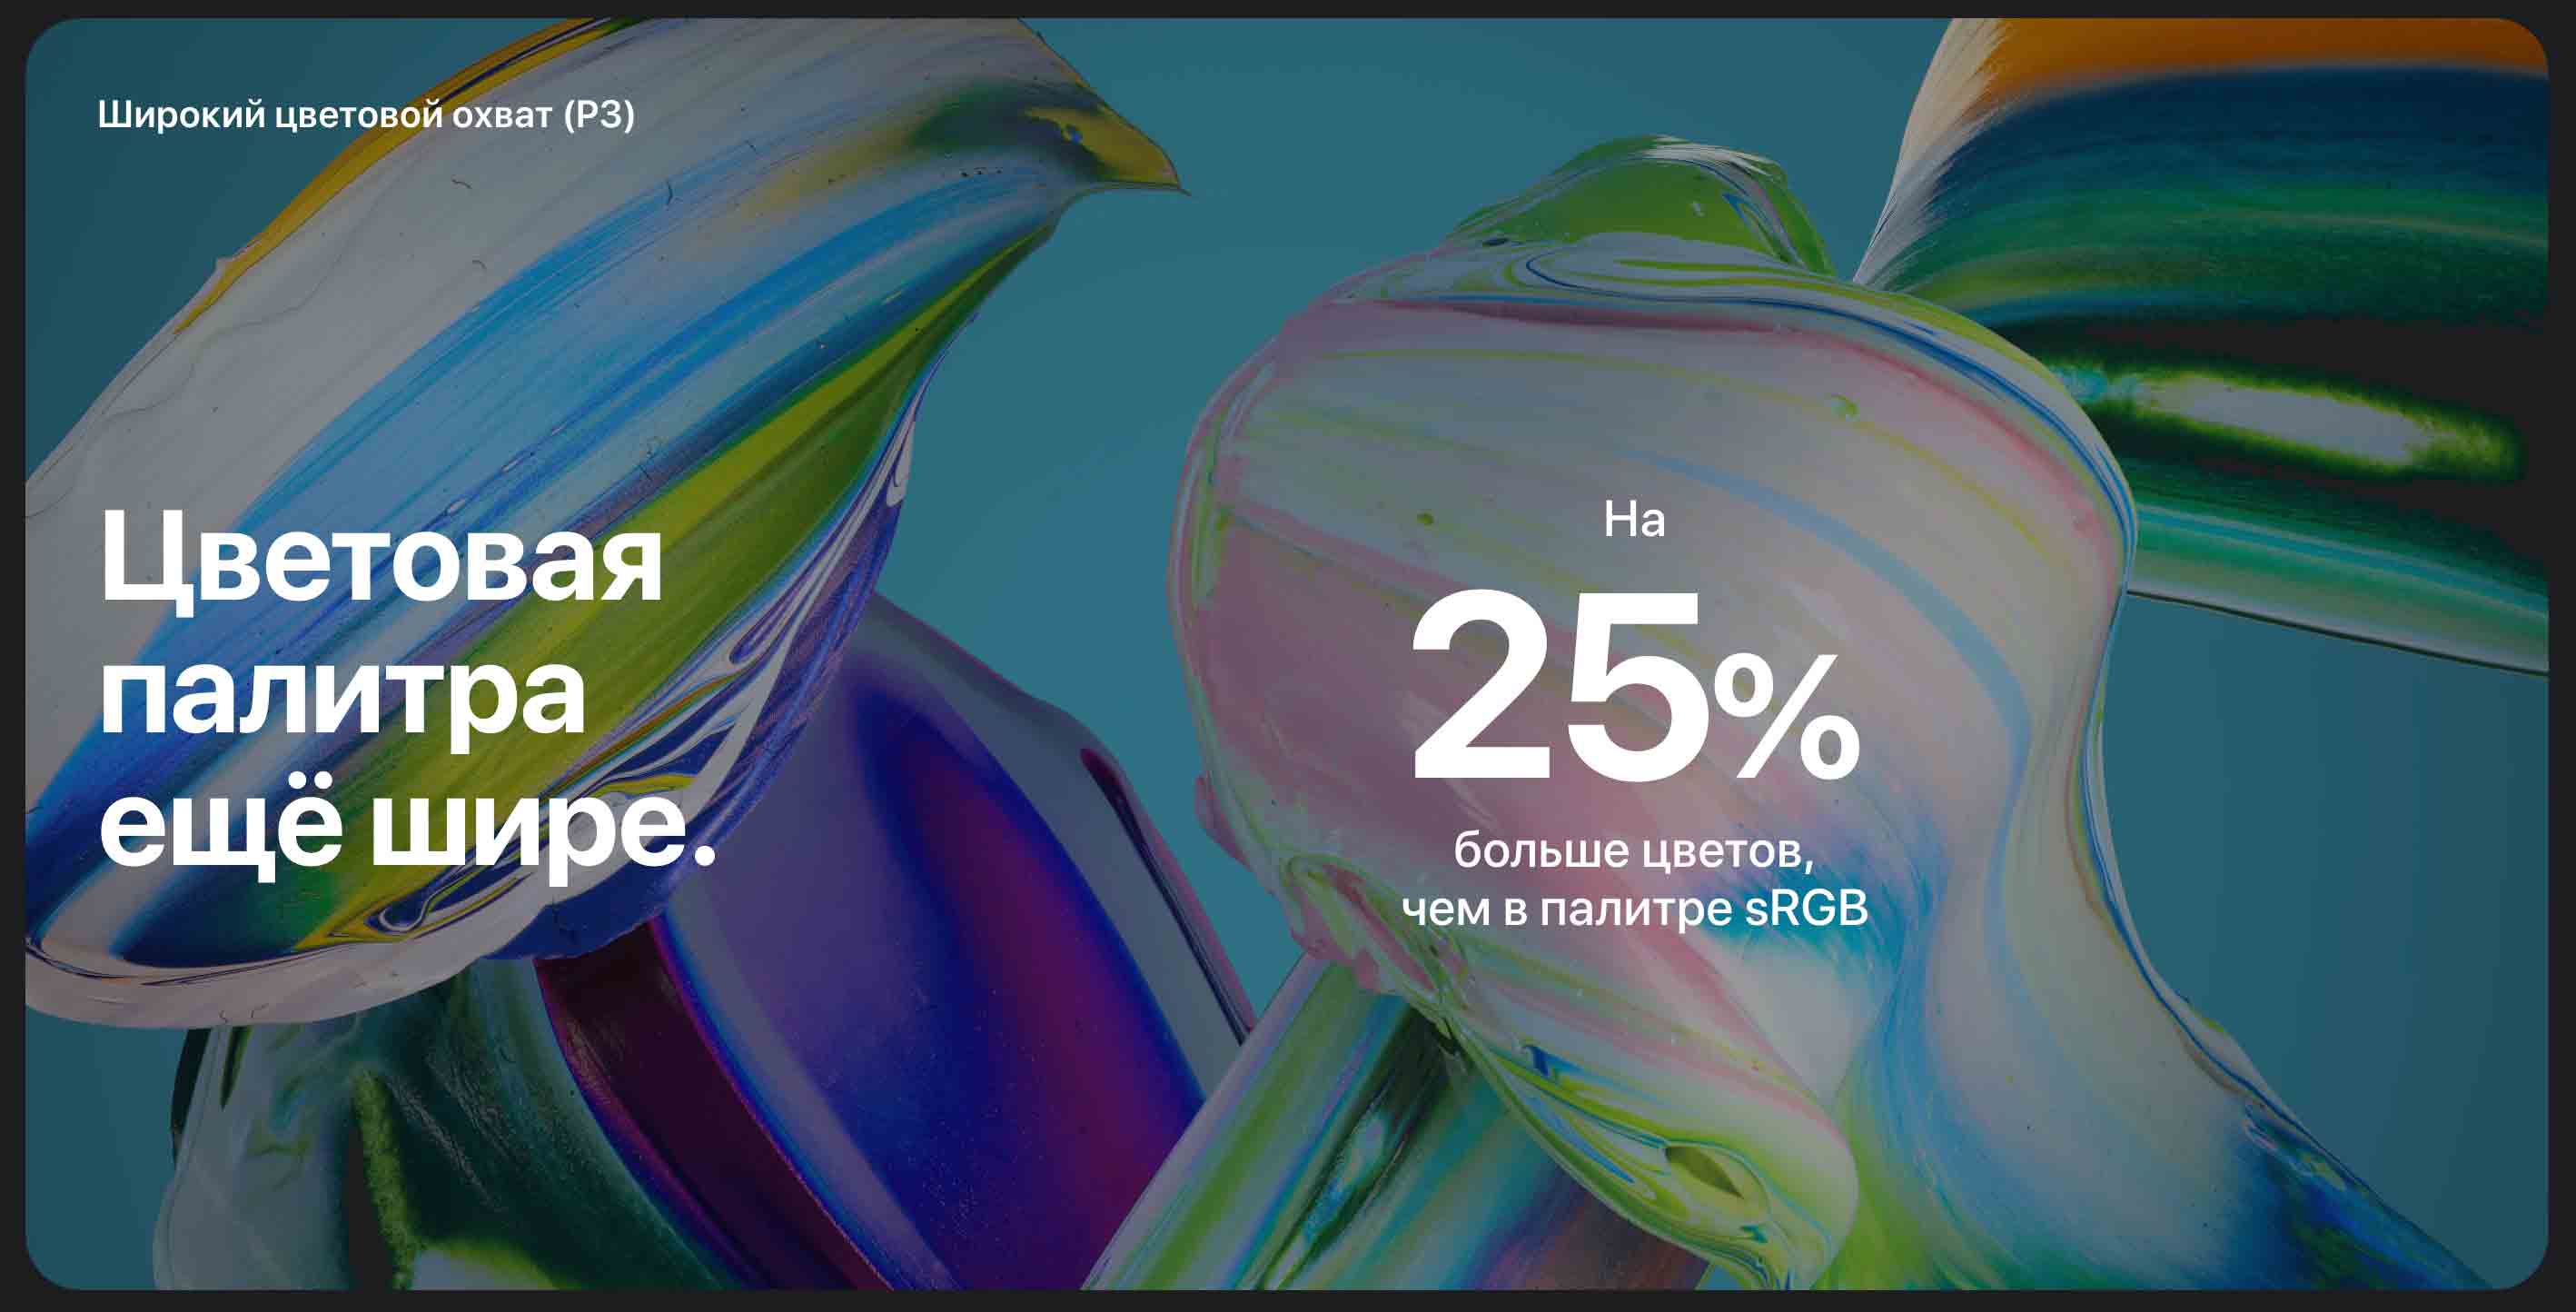 Широкий цветовой охват (P3)
Цветовая
палитра
ещё шире.
На
25%
больше цветов,
чем в палитре sRGB